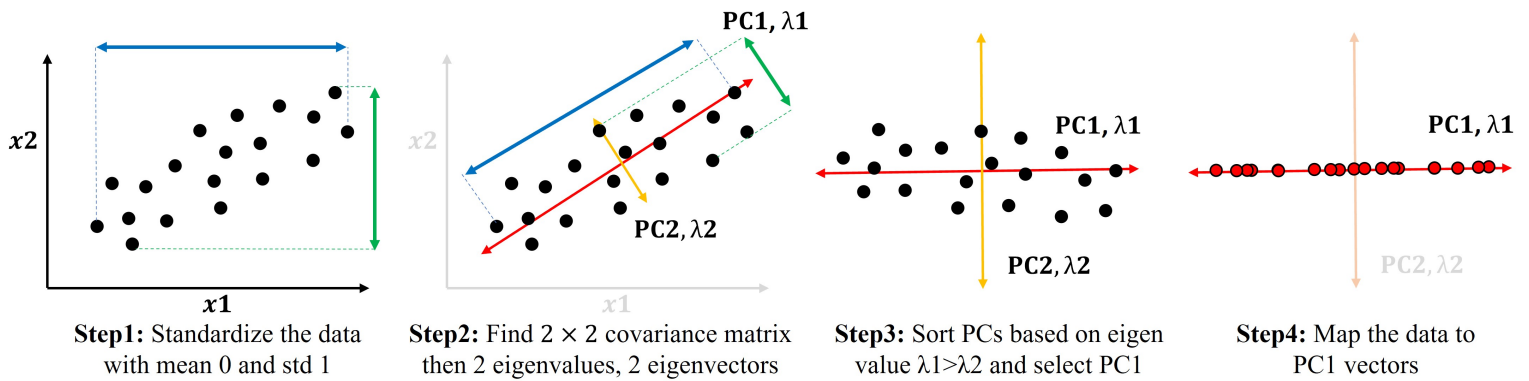 x2
x1
Step1: Standardize the data
with mean 0 and std 1
PC1, λ1
x2
PC2, λ2
x1
Step2: Find 2 × 2 covariance matrix
then 2 eigenvalues, 2 eigenvectors
PC1, λ1
PC2, λ2
Step3: Sort PCs based on eigen
value λ1>λ2 and select PC1
PC1, λ1
PC2, λ2
Step4: Map the data to
PC1 vectors